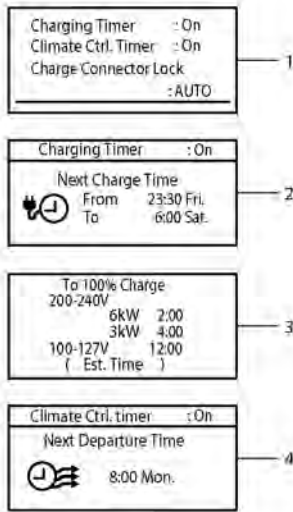 Charging Timer : On
Climate Ctrl. Timer : On
Charge Connector Lock
: AUTO
1
Charging Timer : On
Next Charge Time
From 23:30 Fri.
To 6:00 Sat.
2
To 100% Charge
200-240V
6kW 2:00
3kW 4:00
100-127V 12:00
( Est. Time )
3
Climate Ctrl. timer : On
Next Departure Time
8:00 Mon.
4